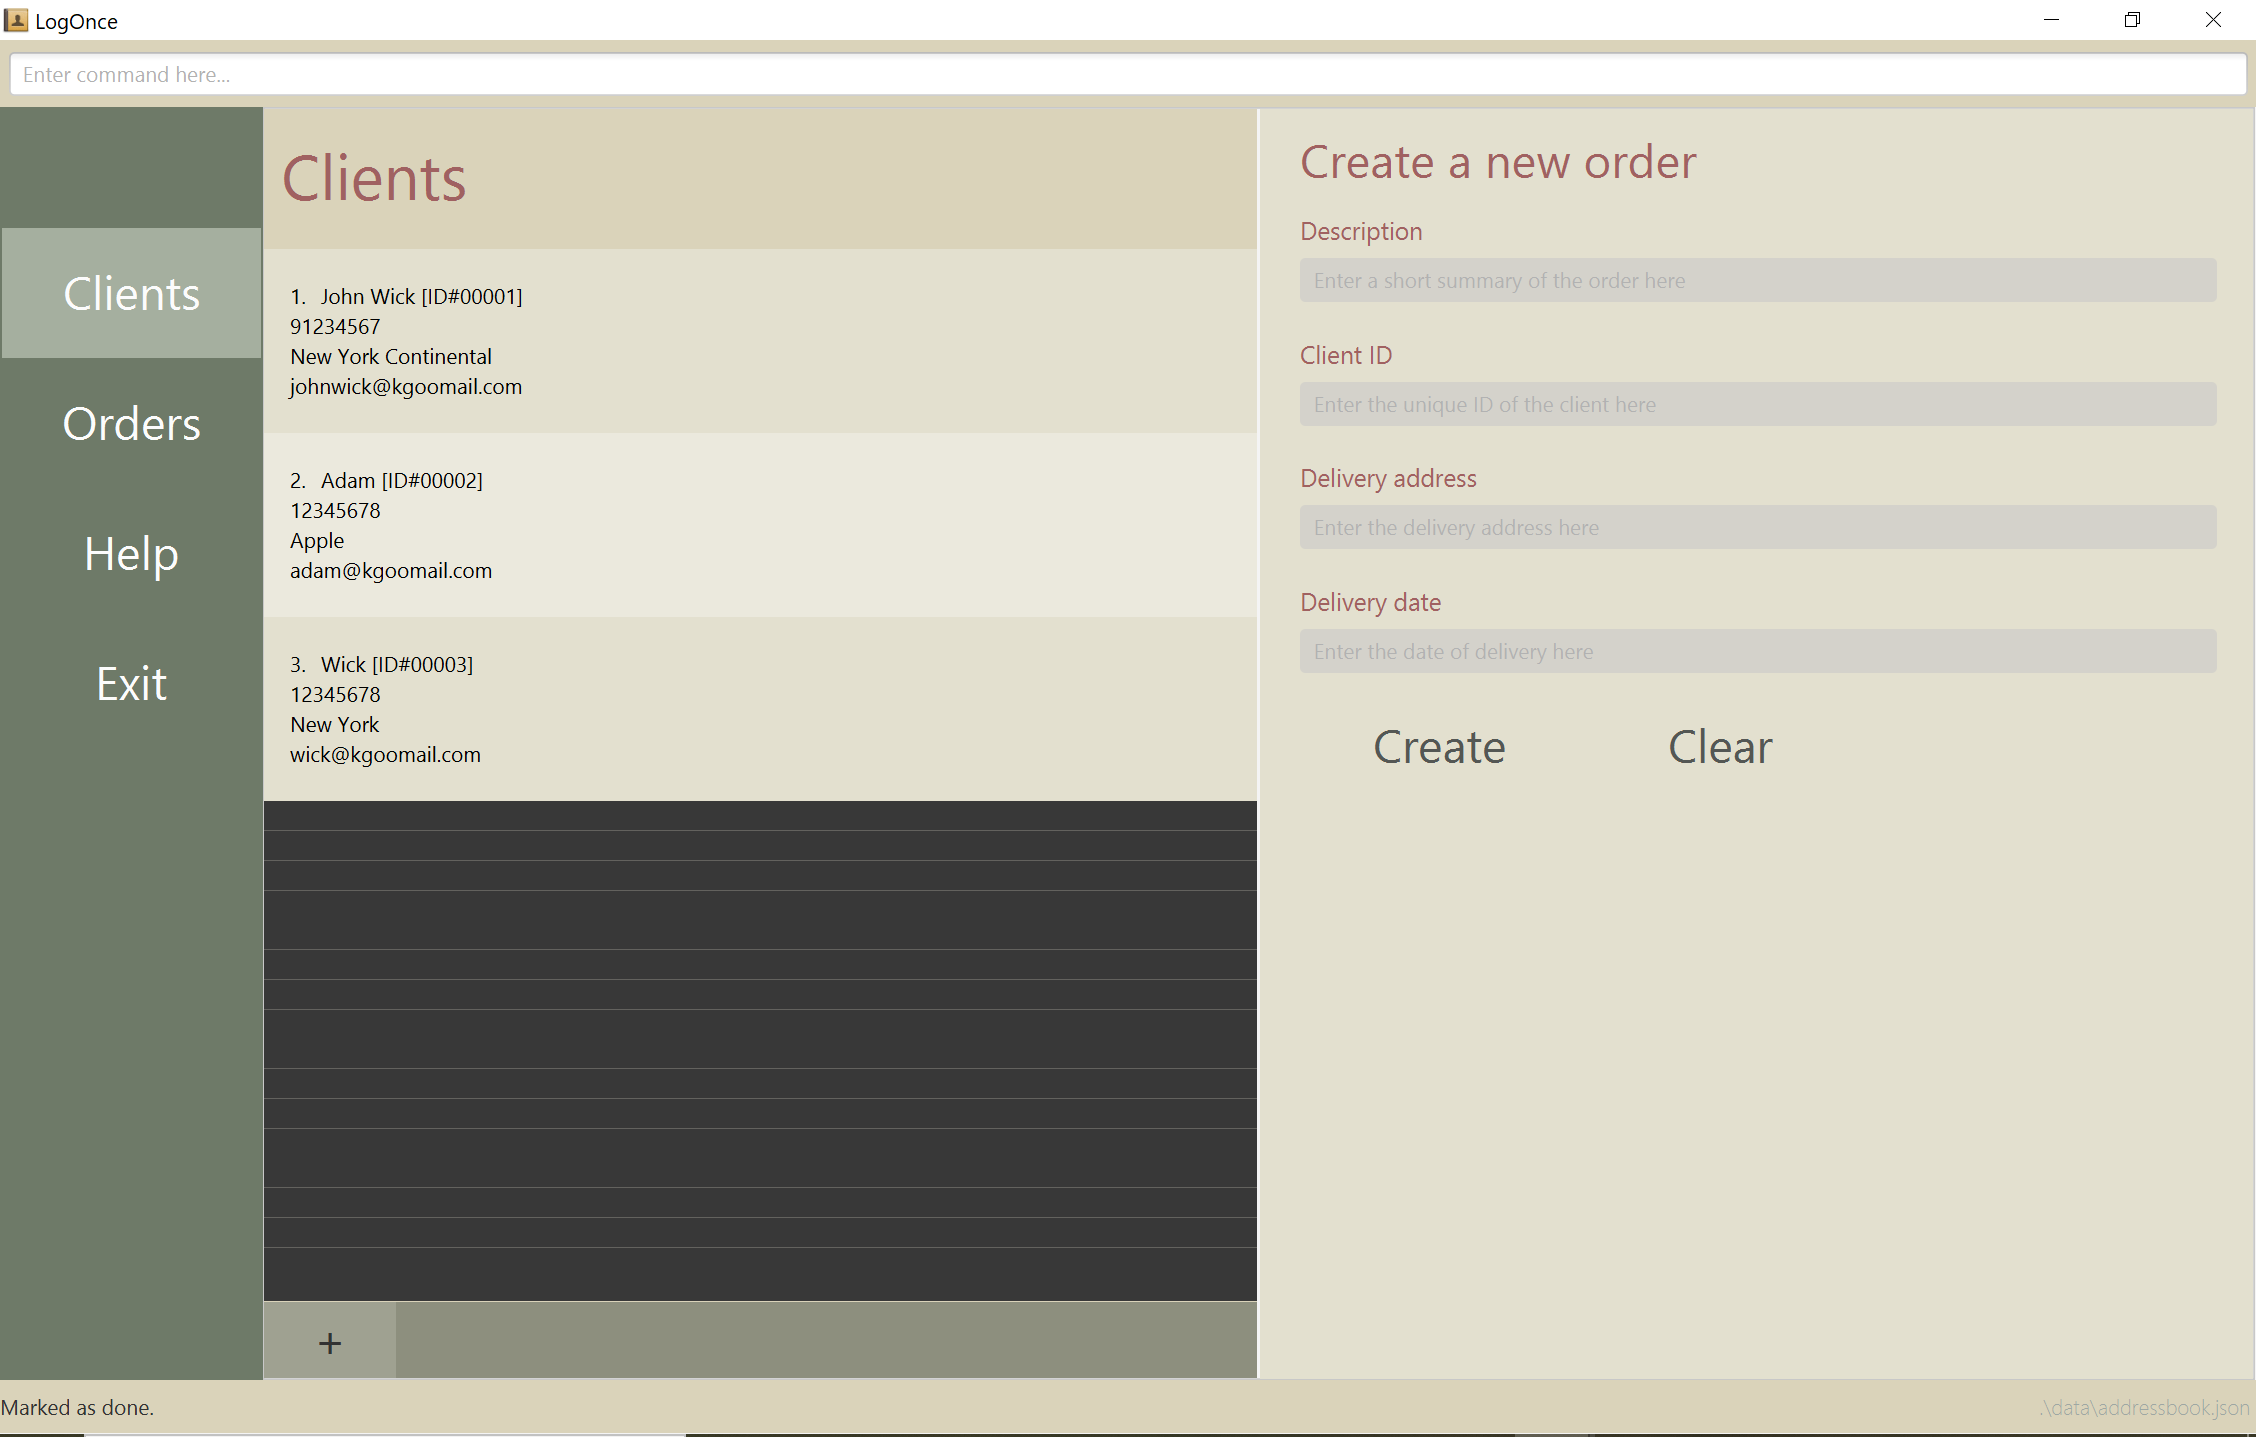 LogOnce
Enter command here...
Clients
Orders
Help
Exit
Clients
1. John Wick [ID#00001]
91234567
New York Continental
johnwick@kgoomail.com
2. Adam [ID#00002]
12345678
Apple
adam@kgoomail.com
3. Wick [ID#00003]
12345678
New York
wick@kgoomail.com
+
Create a new order
Description
Enter a short summary of the order here
Client ID
Enter the unique ID of the client here
Delivery address
Enter the delivery address here
Delivery date
Enter the date of delivery here
Create Clear
Marked as done.
.\data\addressbook.json